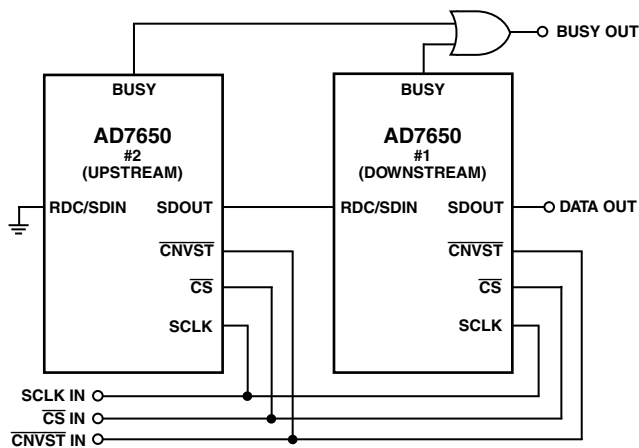 BUSY OUT
BUSY
BUSY
AD7650
#2
(UPSTREAM)
AD7650
#1
(DOWNSTREAM)
RDC/SDIN
SDOUT
RDC/SDIN
SDOUT
DATA OUT
CNVST
CNVST
CS
CS
SCLK
SCLK
SCLK IN
CS IN
CNVST IN